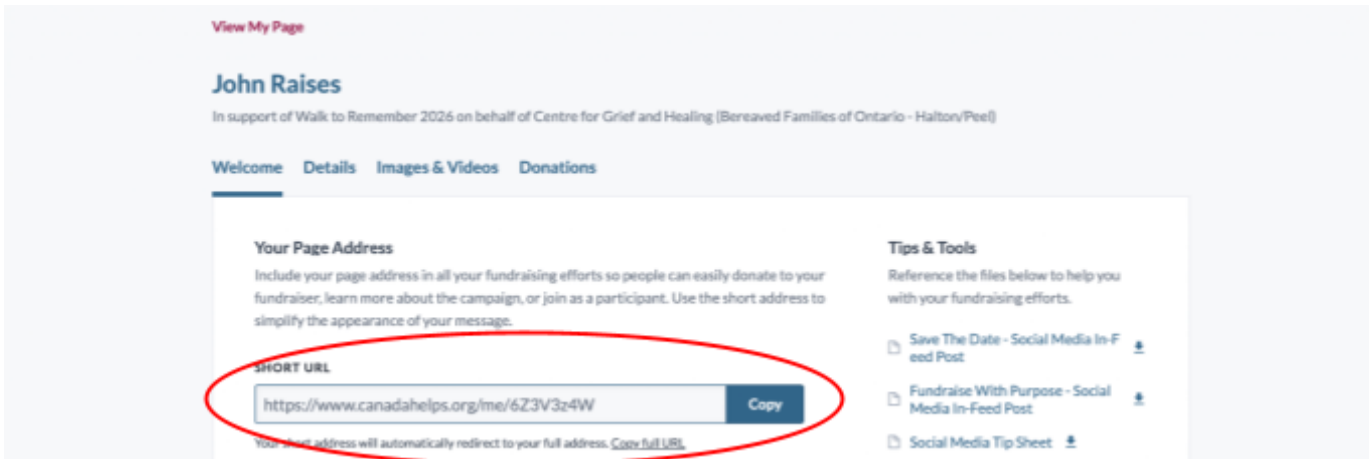 View My Page
John Raises
In support of Walk to Remember 2026 on behalf of Centre for Grief and Healing (Bereaved Families of Ontario - Halton/Peel)
Welcome Details Images & Videos Donations
Your Page Address
Include your page address in all your fundraising efforts so people can easily donate to your
fundraiser, learn more about the campaign, or join as a participant. Use the short address to
simplify the appearance of your message.
SHORT URL
https://www.canadahelps.org/me/6Z3V3z4W
Copy
Your short address will automatically redirect to your full address. Copy full URL
Tips & Tools
Reference the files below to help you
with your fundraising efforts.
Save The Date - Social Media In-F
eed Post
Fundraise With Purpose - Social
Media In-Feed Post
Social Media Tip Sheet